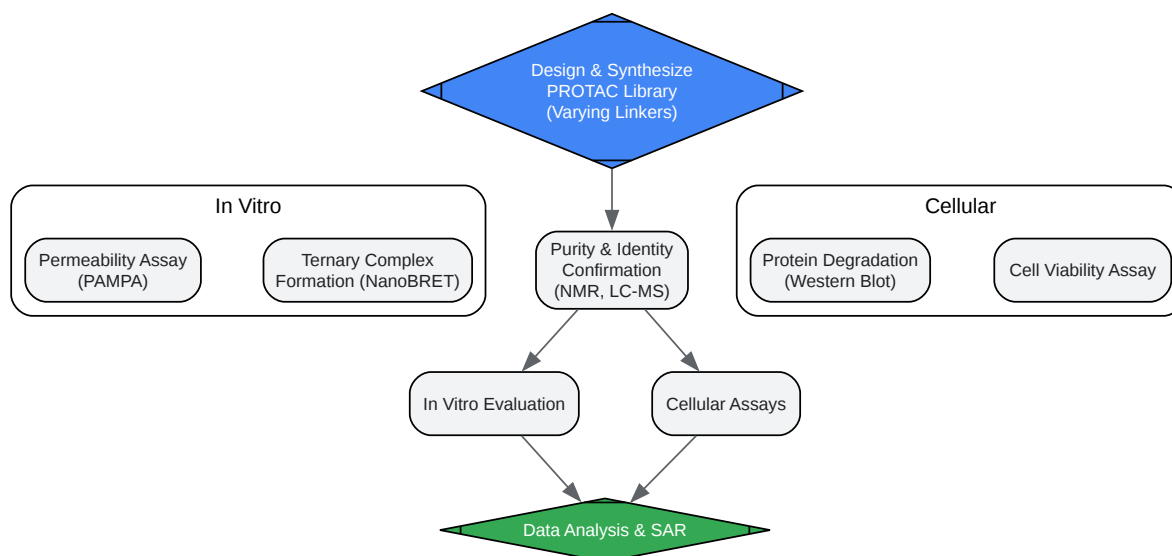 Design & Synthesize
PROTAC Library
(Varying Linkers)
In Vitro
Permeability Assay
(PAMPA)
Ternary Complex
Formation (NanoBRET)
Purity & Identity
Confirmation
(NMR, LC-MS)
Cellular
Protein Degradation
(Western Blot)
Cell Viability Assay
In Vitro Evaluation
Cellular Assays
Data Analysis & SAR